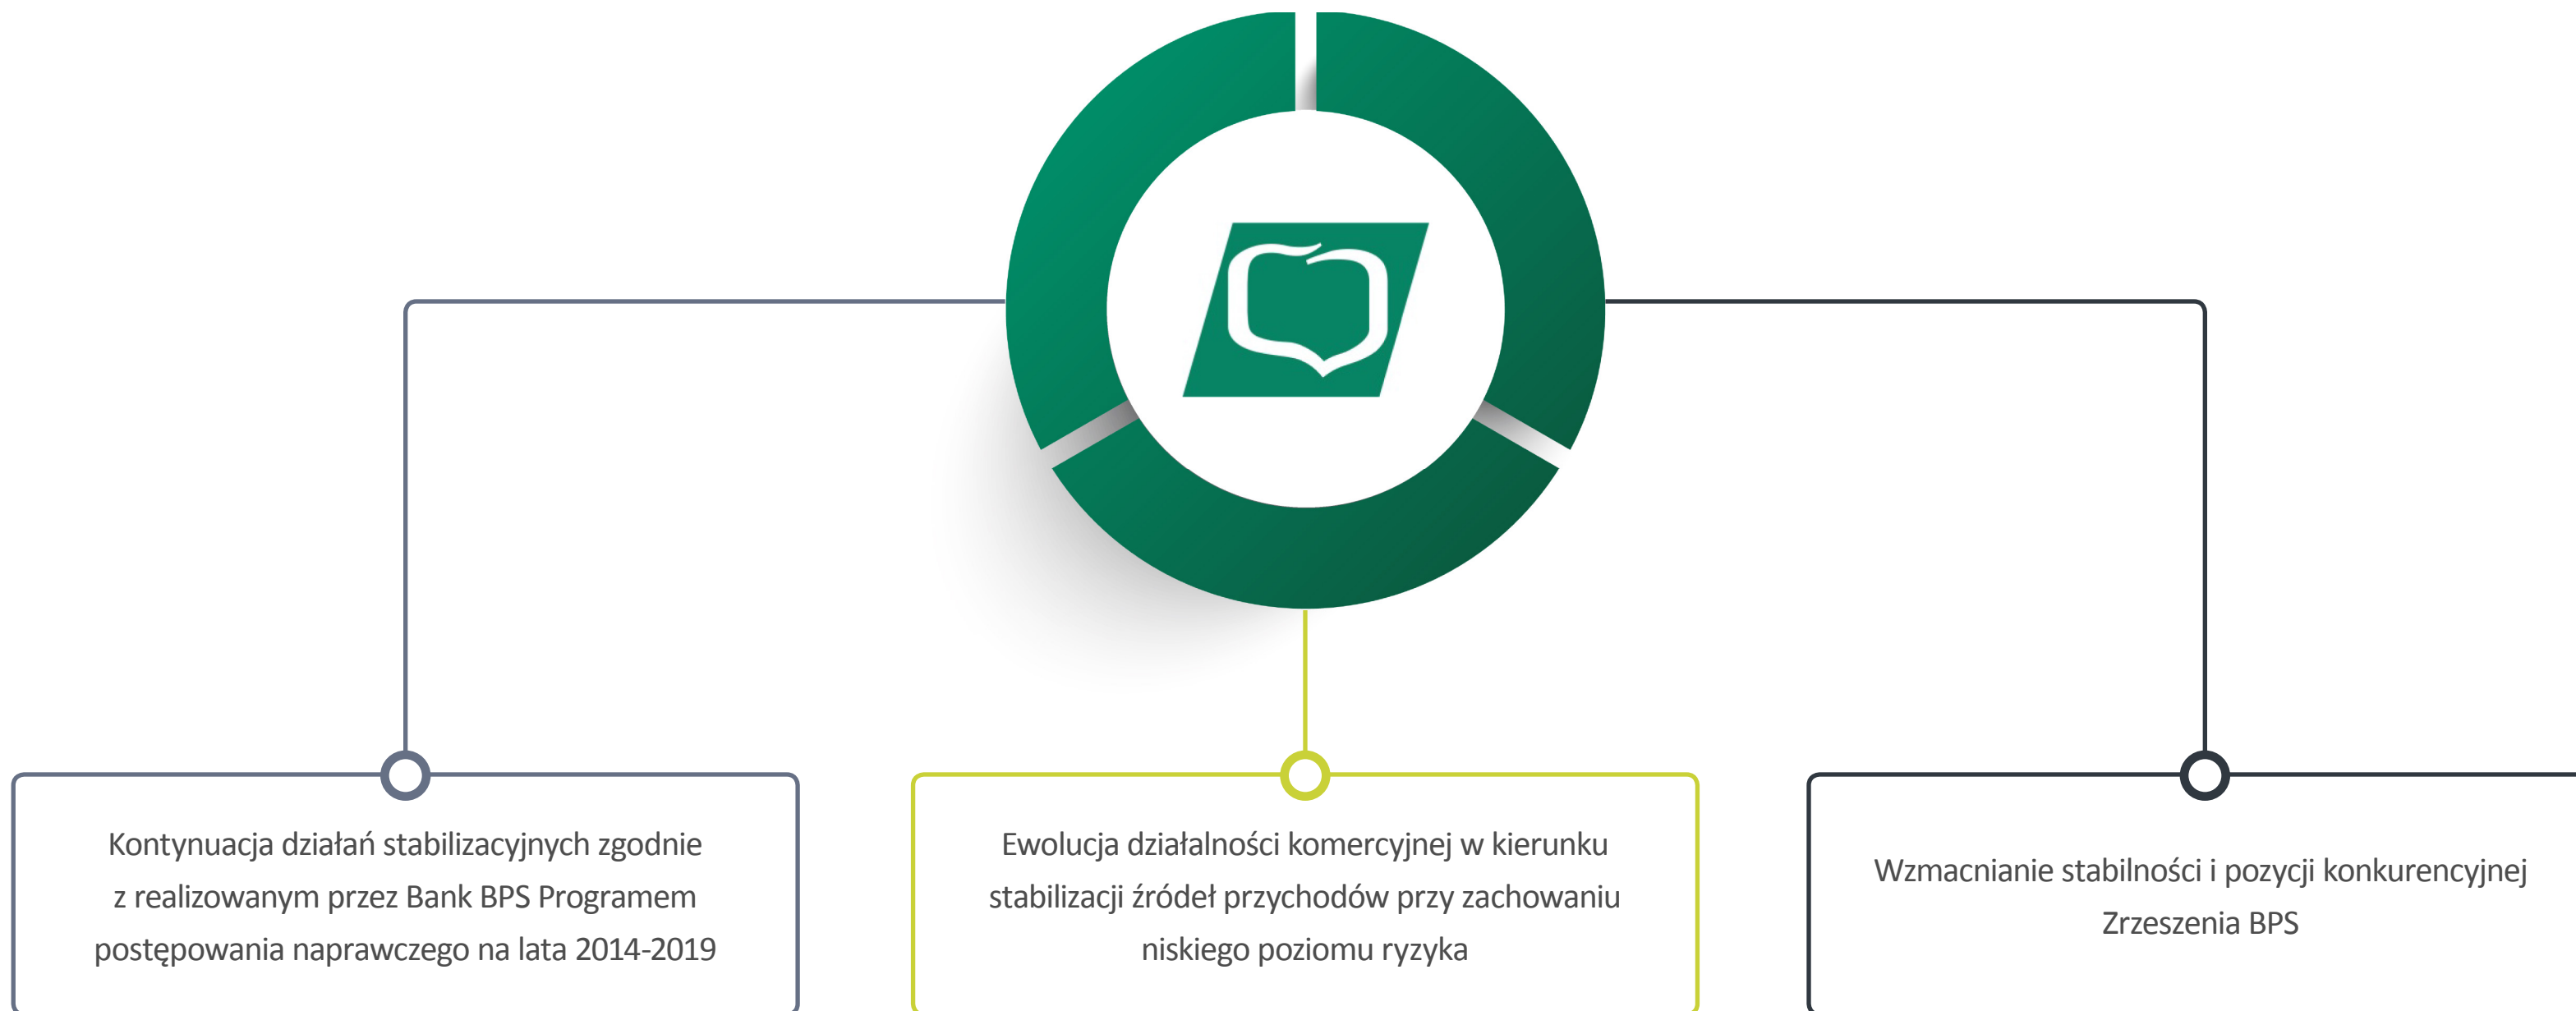 Kontynuacja działań stabilizacyjnych zgodnie
z realizowanym przez Bank BPS Programem
postępowania naprawczego na lata 2014-2019
Ewolucja działalności komercyjnej w kierunku
stabilizacji źródeł przychodów przy zachowaniu
niskiego poziomu ryzyka
Wzmacnianie stabilności i pozycji konkurencyjnej
Zrzeszenia BPS